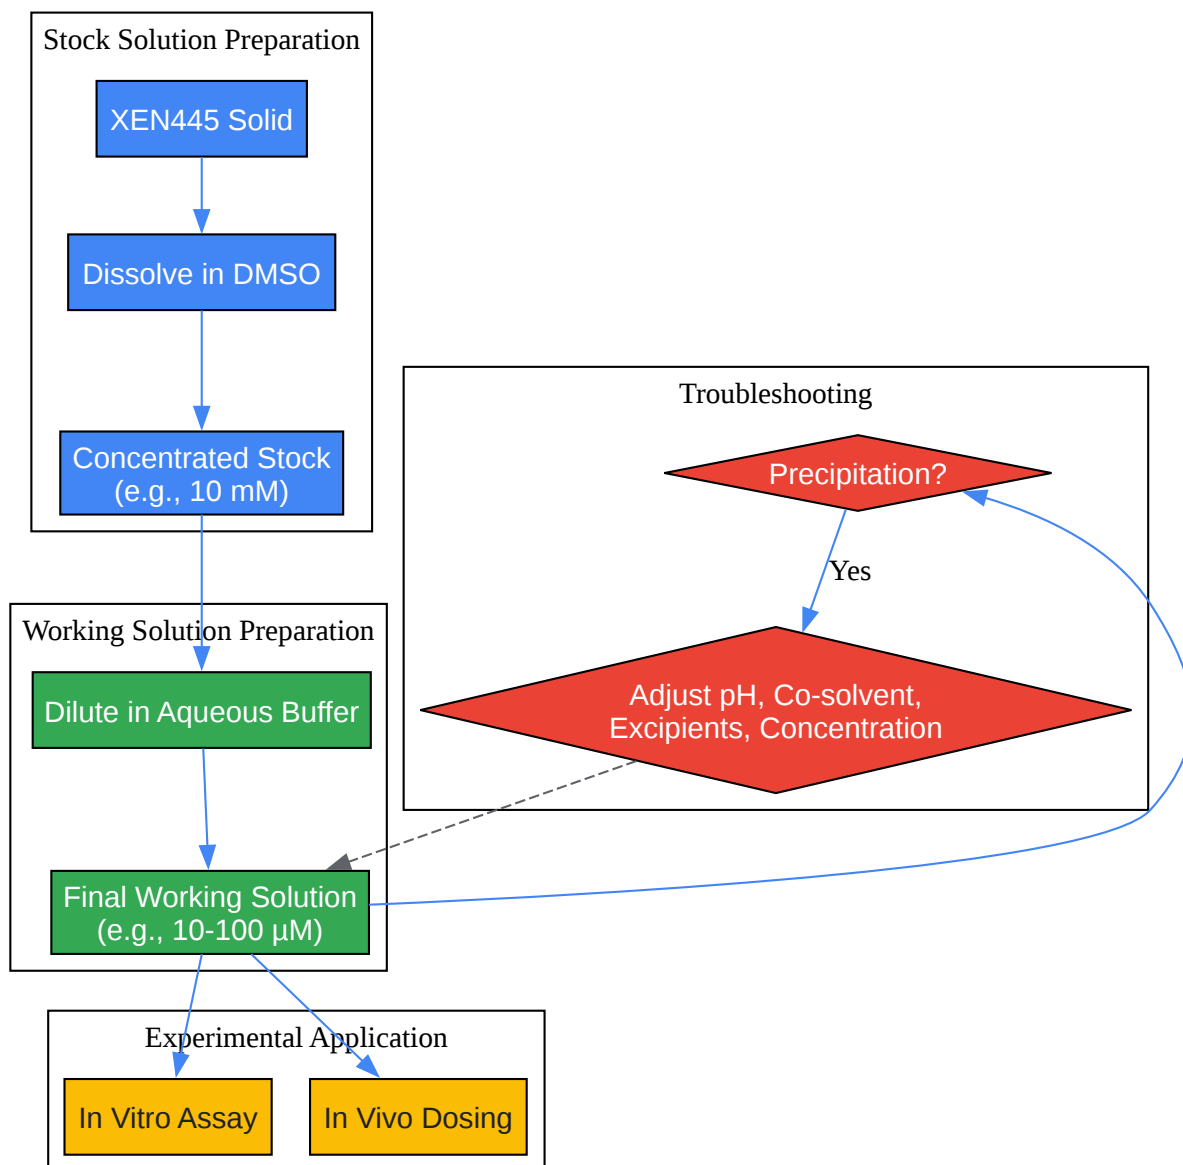 Stock Solution Preparation
XEN445 Solid
Dissolve in DMSO
Concentrated Stock
(e.g., 10 mM)
Troubleshooting
Precipitation?
Yes
Adjust pH, Co-solvent,
Excipients, Concentration
Working Solution Preparation
Dilute in Aqueous Buffer
Final Working Solution
(e.g., 10-100 µM)
Experimental Application
In Vitro Assay
In Vivo Dosing